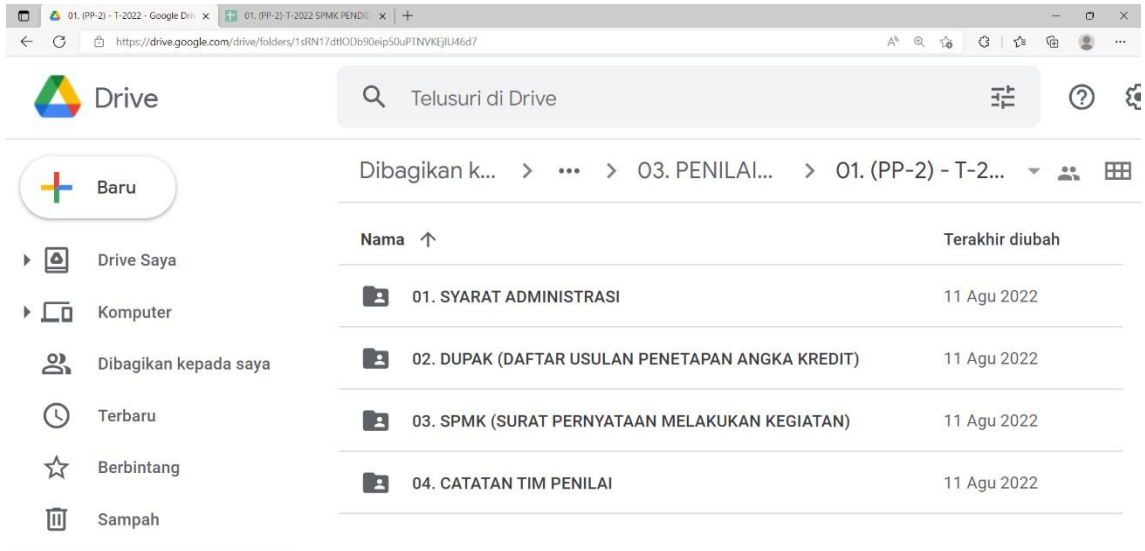 01. (PP-2) - T-2022 - Google Driv
01. (PP-2)-T-2022 SPMK PENDID
https://drive.google.com/drive/folders/1sRN17dtlODb90eipS0uPTNVKEjIU46d7
Drive
Telusuri di Drive
Dibagikan k... > ... > 03. PENILAI... > 01. (PP-2) - T-2...
Baru
Nama Terakhir diubah
Drive Saya
01. SYARAT ADMINISTRASI 11 Agu 2022
Komputer
02. DUPAK (DAFTAR USULAN PENETAPAN ANGKA KREDIT) 11 Agu 2022
Dibagikan kepada saya
03. SPMK (SURAT PERNYATAAN MELAKUKAN KEGIATAN) 11 Agu 2022
Terbaru
Berbintang
04. CATATAN TIM PENILAI 11 Agu 2022
Sampah